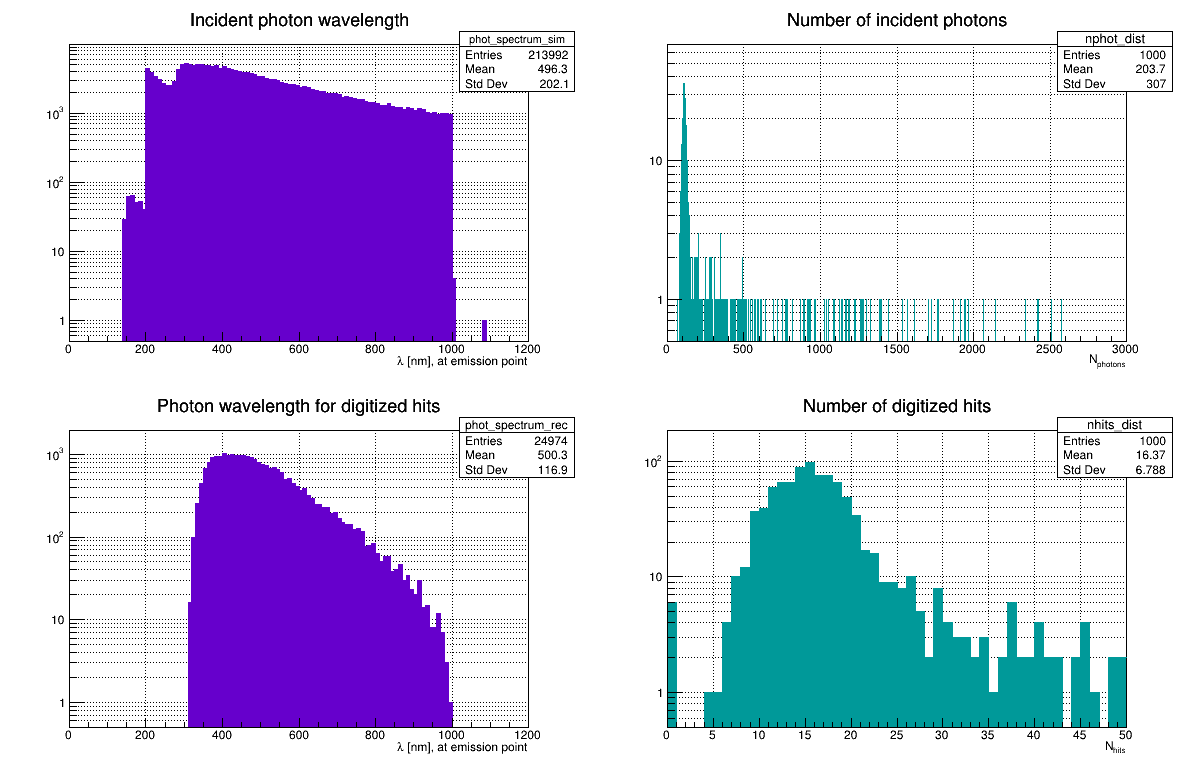 Incident photon wavelength
phot_spectrum_sim
Entries 213992
Mean 496.3
Std Dev 202.1
10³
10²
10
1
0 200 400 600 800 1000 1200
λ [nm], at emission point
Number of incident photons
nphot_dist
Entries 1000
Mean 203.7
Std Dev 307
10
1
0 500 1000 1500 2000 2500 3000
N_photons
Photon wavelength for digitized hits
phot_spectrum_rec
Entries 24974
Mean 500.3
Std Dev 116.9
10³
10²
10
1
0 200 400 600 800 1000 1200
λ [nm], at emission point
Number of digitized hits
nhits_dist
Entries 1000
Mean 16.37
Std Dev 6.788
10²
10
1
0 5 10 15 20 25 30 35 40 45 50
N_hits